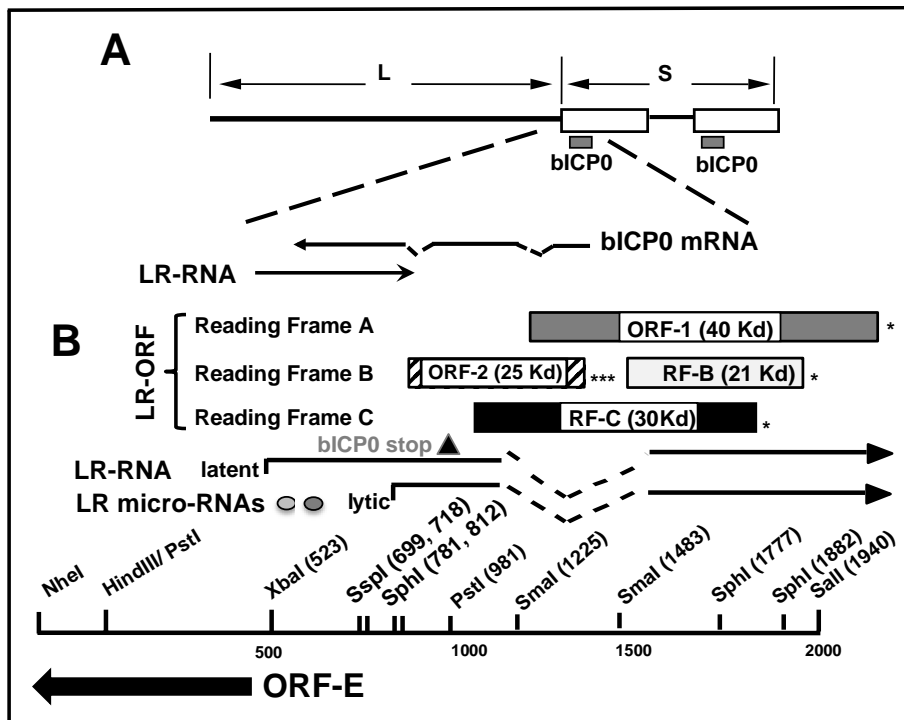 A
L
S
bICP0
bICP0
bICP0 mRNA
LR-RNA
B
LR-ORF
Reading Frame A
ORF-1 (40 Kd)
*
Reading Frame B
ORF-2 (25 Kd)
***
RF-B (21 Kd)
*
Reading Frame C
RF-C (30Kd)
*
bICP0 stop
LR-RNA latent
LR micro-RNAs
lytic
NheI
HindIII/ PstI
XbaI (523)
SspI (699, 718)
SphI (781, 812)
PstI (981)
SmaI (1225)
SmaI (1483)
SphI (1777)
SphI (1882)
SalI (1940)
500
1000
1500
2000
ORF-E